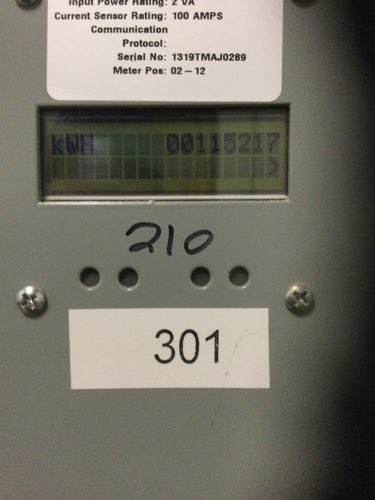 Input Power Rating: 2 VA
Current Sensor Rating: 100 AMPS
Communication
Protocol:
Serial No: 1319TMAJ0289
Meter Pos: 02-12
kWH 00115217
>
210
301